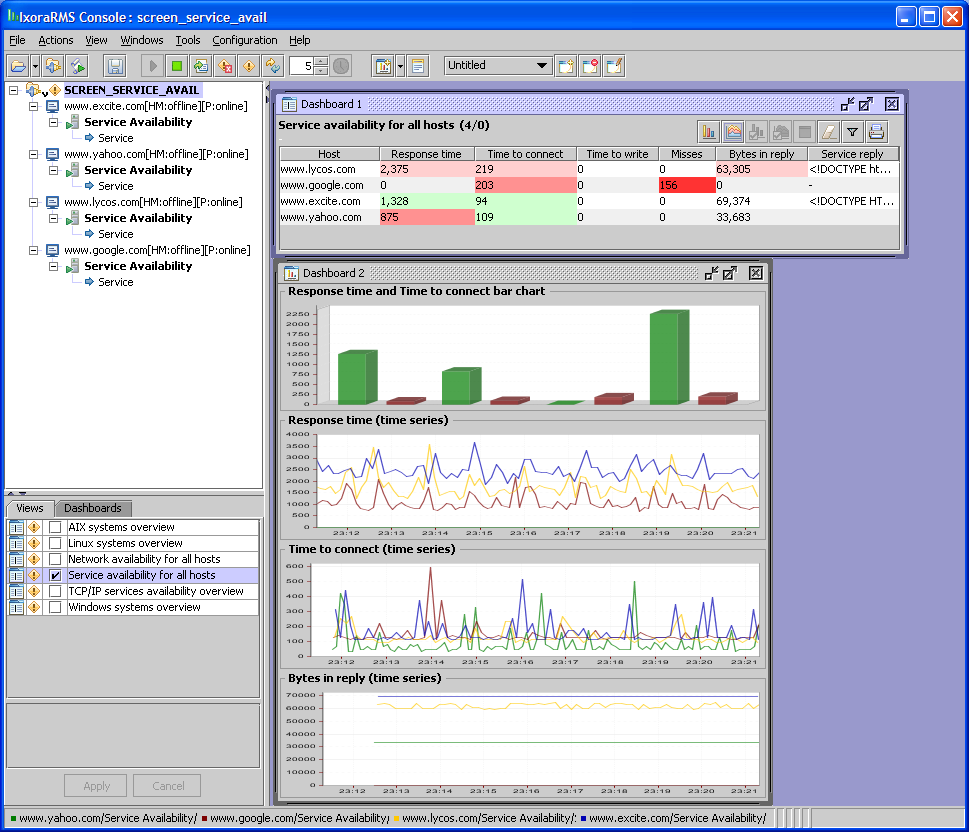 IxoraRMS Console: screen_service_avail
File Actions View Windows Tools Configuration Help
5 Untitled
SCREEN_SERVICE_AVAIL
www.excite.com[HM:offline][P:online]
Service Availability
Service
www.yahoo.com[HM:offline][P:online]
Service Availability
Service
www.lycos.com[HM:offline][P:online]
Service Availability
Service
www.google.com[HM:offline][P:online]
Service Availability
Service
Views Dashboards
AIX systems overview
Linux systems overview
Network availability for all hosts
Service availability for all hosts
TCP/IP services availability overview
Windows systems overview
Apply Cancel
Dashboard 1
Service availability for all hosts (4/0)
Host Response time Time to connect Time to write Misses Bytes in reply Service reply
www.lycos.com 2,375 219 0 0 63,305 <!DOCTYPE ht...
www.google.com 0 203 0 156 0 -
www.excite.com 1,328 94 0 0 69,374 <!DOCTYPE HT...
www.yahoo.com 875 109 0 0 33,683
Dashboard 2
Response time and Time to connect bar chart
2250
2000
1750
1500
1250
1000
750
500
250
0
Response time (time series)
4000
3500
3000
2500
2000
1500
1000
500
0
23:12 23:13 23:14 23:15 23:16 23:17 23:18 23:19 23:20 23:21
Time to connect (time series)
600
500
400
300
200
100
0
23:12 23:13 23:14 23:15 23:16 23:17 23:18 23:19 23:20 23:21
Bytes in reply (time series)
70000
60000
50000
40000
30000
20000
10000
0
23:12 23:13 23:14 23:15 23:16 23:17 23:18 23:19 23:20 23:21
www.yahoo.com/Service Availability/ www.google.com/Service Availability/ www.lycos.com/Service Availability/ www.excite.com/Service Availability/